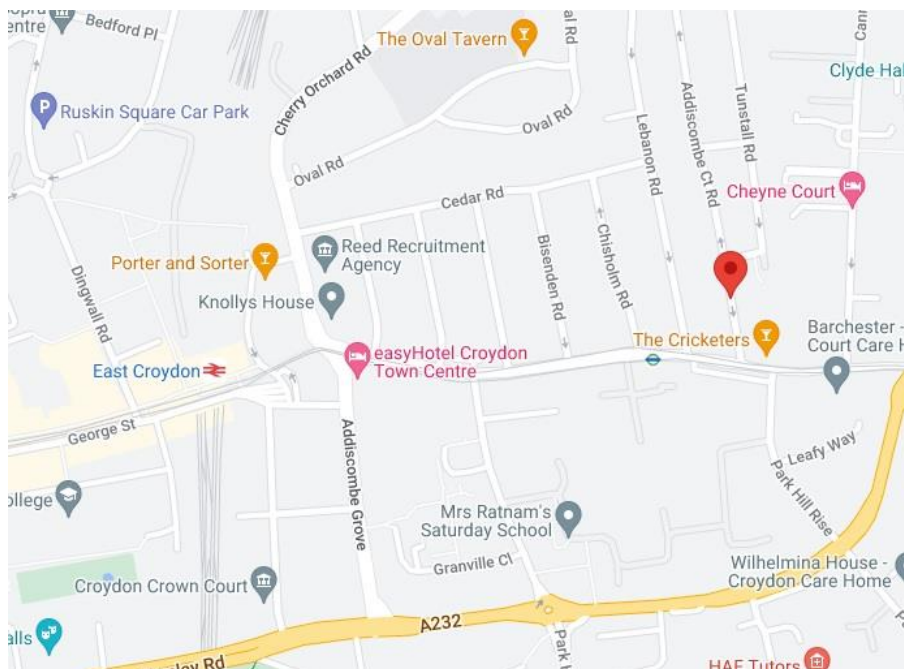 Centre
Bedford Pl
The Oval Tavern
Cherry Orchard Rd
Clyde Hal
Ruskin Square Car Park
Oval Rd
Oval Rd
Lebanon Rd
Addiscombe Ct Rd
Tunstall Rd
Cedar Rd
Cheyne Court
Porter and Sorter
Reed Recruitment
Agency
Bisenden Rd
Chisholm Rd
Knollys House
Dingwall Rd
The Cricketers
Barchester -
Court Care H
East Croydon
easyHotel Croydon
Town Centre
George St
Addiscombe Grove
Leafy Way
Park Hill Rise
ollege
Mrs Ratnam's
Saturday School
Granville Cl
Wilhelmina House -
Croydon Care Home
Croydon Crown Court
A232
alls
ley Rd
Park H
HAF Tutors